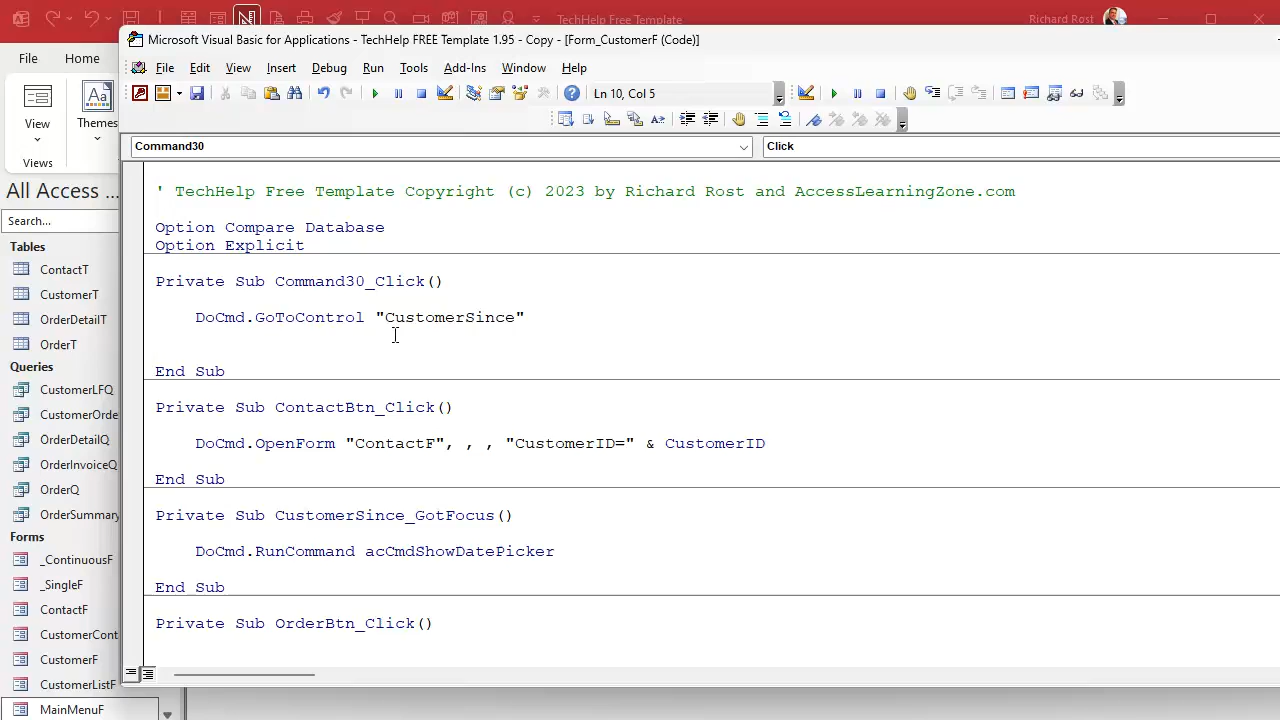 TechHelp Free Template
Richard Rost
File
Home
View
Themes
Views
All Access ...
Search...
Tables
ContactT
CustomerT
OrderDetailT
OrderT
Queries
CustomerLFQ
CustomerOrde
OrderDetailQ
OrderInvoiceQ
OrderQ
OrderSummary
Forms
_ContinuousF
_SingleF
ContactF
CustomerCont
CustomerF
CustomerListF
MainMenuF
Microsoft Visual Basic for Applications - TechHelp FREE Template 1.95 - Copy - [Form_CustomerF (Code)]
File Edit View Insert Debug Run Tools Add-Ins Window Help
Ln 10, Col 5
Command30
Click
' TechHelp Free Template Copyright (c) 2023 by Richard Rost and AccessLearningZone.com
Option Compare Database
Option Explicit
Private Sub Command30_Click()
DoCmd.GoToControl "CustomerSince"
End Sub
Private Sub ContactBtn_Click()
DoCmd.OpenForm "ContactF", , , "CustomerID=" & CustomerID
End Sub
Private Sub CustomerSince_GotFocus()
DoCmd.RunCommand acCmdShowDatePicker
End Sub
Private Sub OrderBtn_Click()